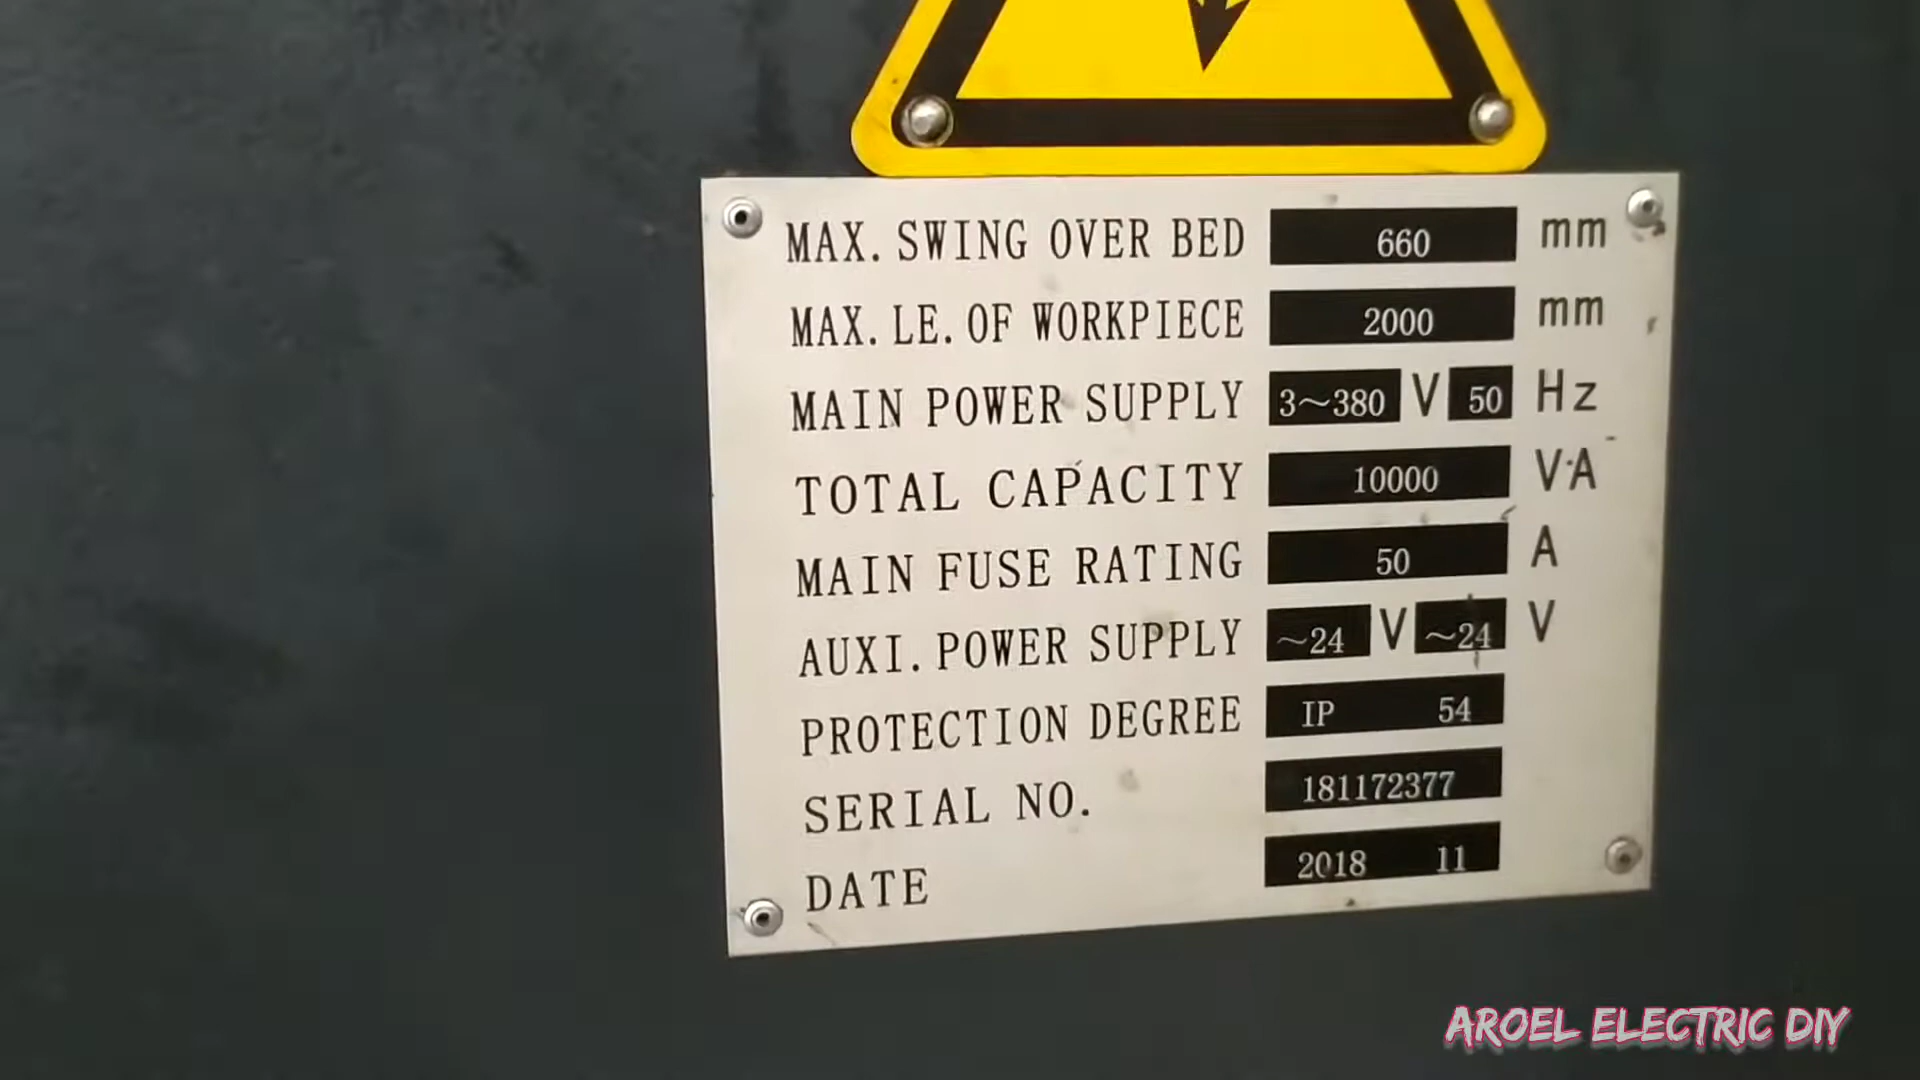 MAX. SWING OVER BED 660 mm
MAX. LE. OF WORKPIECE 2000 mm
MAIN POWER SUPPLY 3~380 V 50 Hz
TOTAL CAPACITY 10000 V·A
MAIN FUSE RATING 50 A
AUXI. POWER SUPPLY ~24 V ~24 V
PROTECTION DEGREE IP 54
SERIAL NO. 181172377
DATE 2018 11
AROEL ELECTRIC DIY